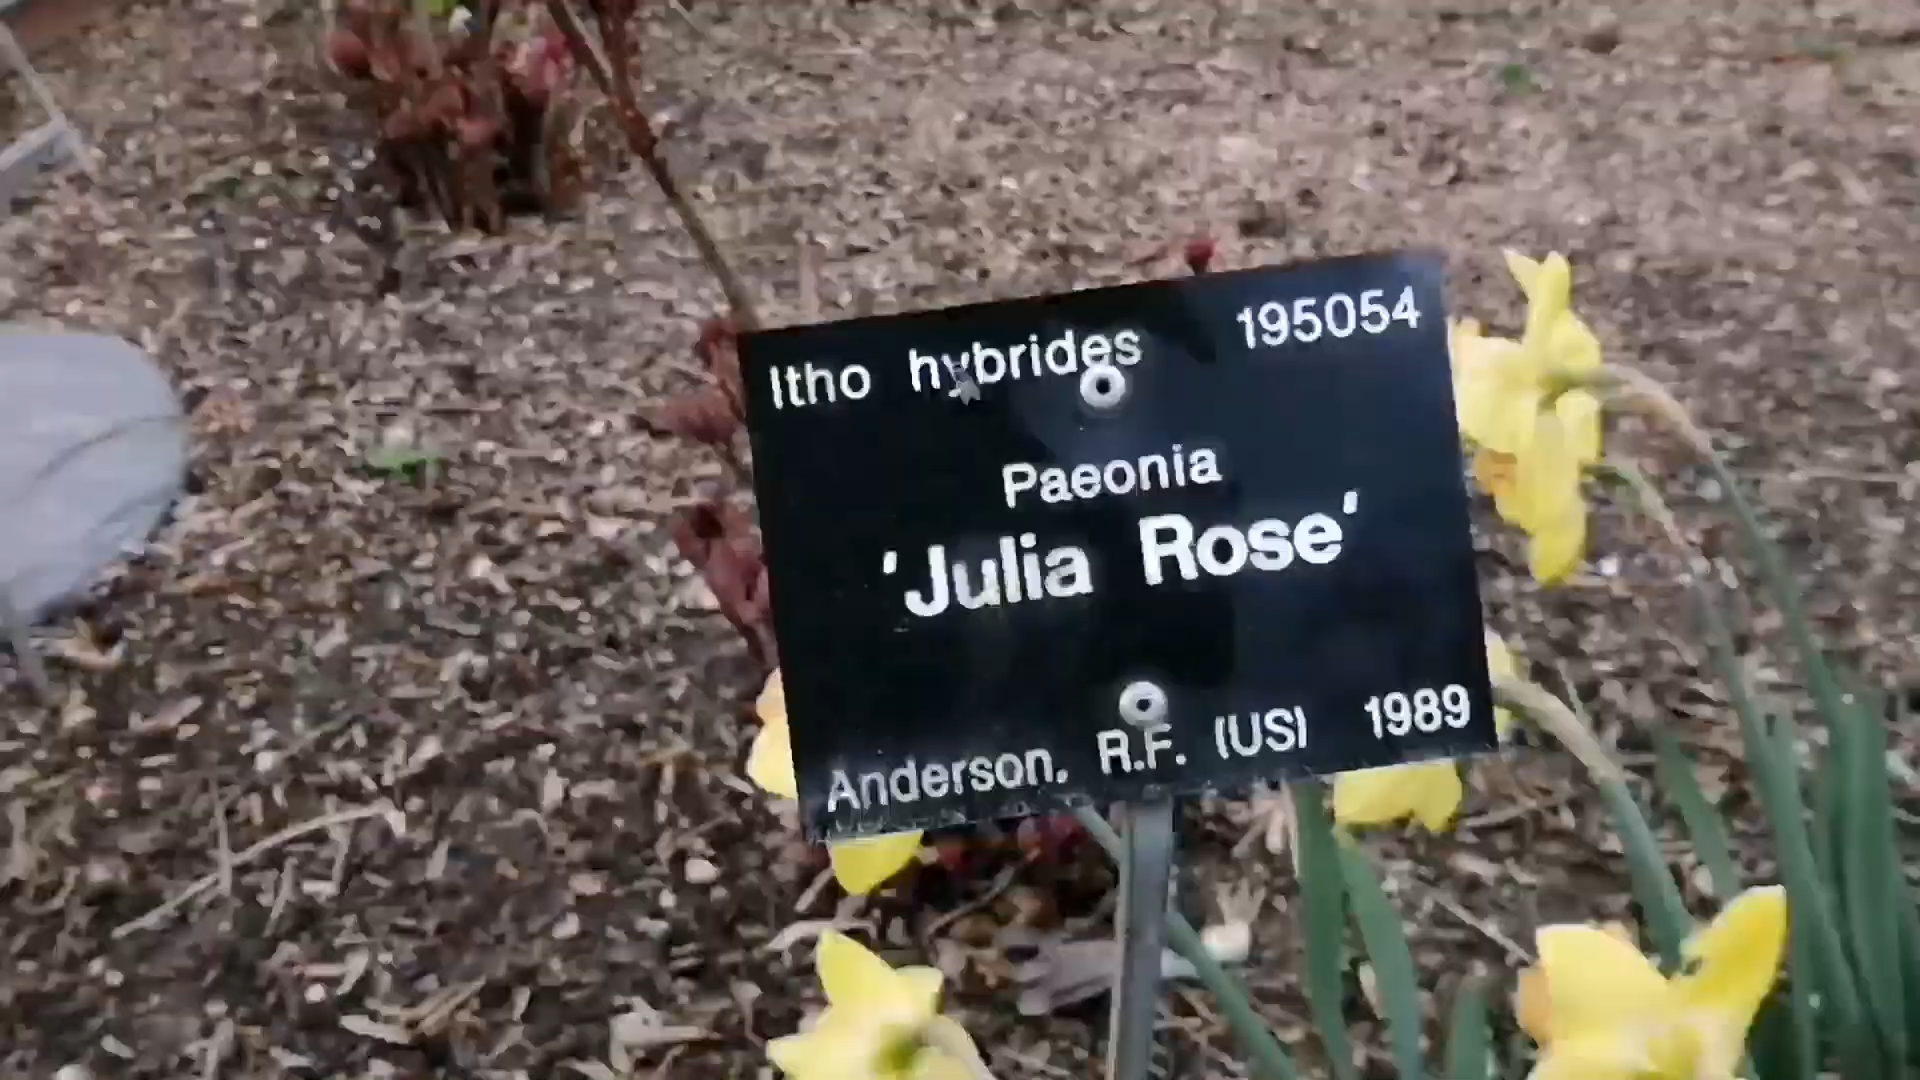 Itho hybrides 195054
Paeonia
'Julia Rose'
Anderson. R.F. (US) 1989